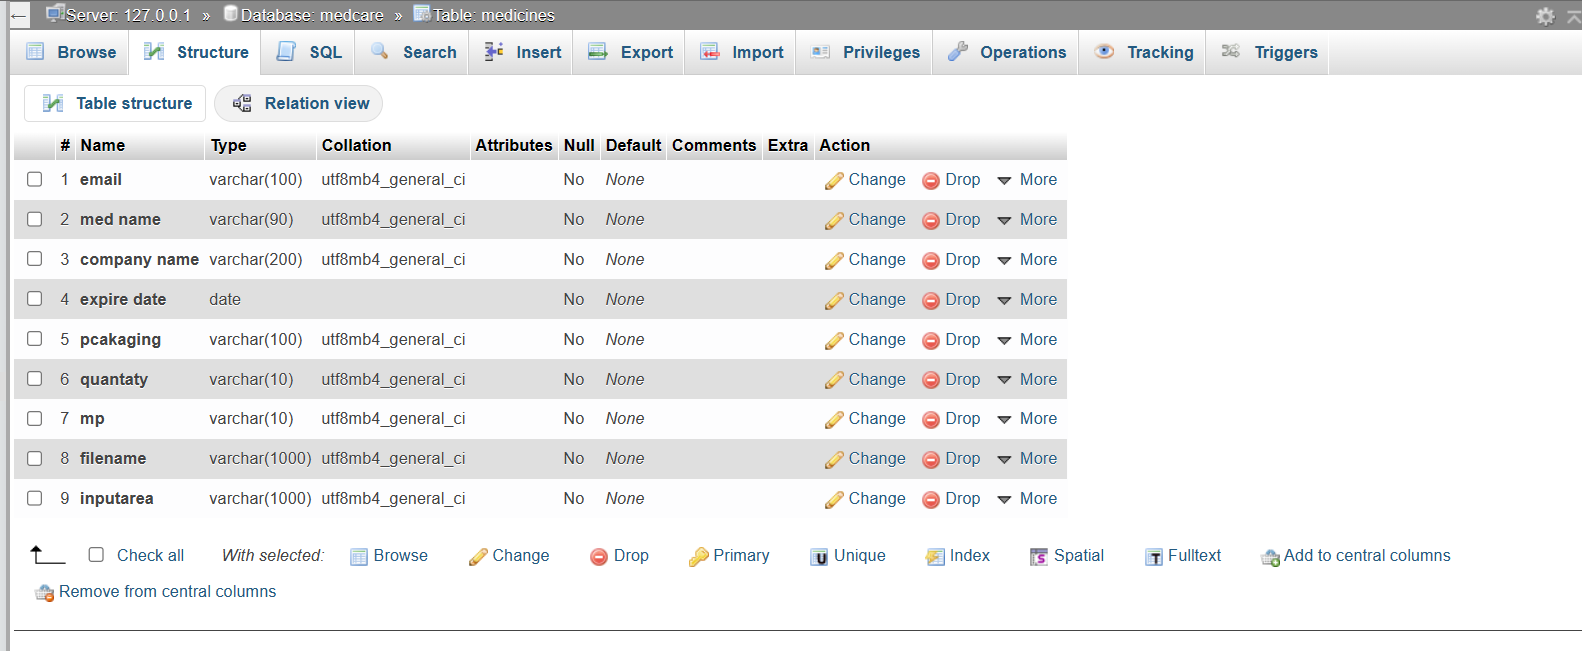 ← Server: 127.0.0.1 » Database: medcare » Table: medicines
Browse Structure SQL Search Insert Export Import Privileges Operations Tracking Triggers
Table structure Relation view
# Name Type Collation Attributes Null Default Comments Extra Action
1 email varchar(100) utf8mb4_general_ci No None Change Drop More
2 med name varchar(90) utf8mb4_general_ci No None Change Drop More
3 company name varchar(200) utf8mb4_general_ci No None Change Drop More
4 expire date date No None Change Drop More
5 pcakaging varchar(100) utf8mb4_general_ci No None Change Drop More
6 quantaty varchar(10) utf8mb4_general_ci No None Change Drop More
7 mp varchar(10) utf8mb4_general_ci No None Change Drop More
8 filename varchar(1000) utf8mb4_general_ci No None Change Drop More
9 inputarea varchar(1000) utf8mb4_general_ci No None Change Drop More
Check all With selected: Browse Change Drop Primary Unique Index Spatial Fulltext Add to central columns
Remove from central columns